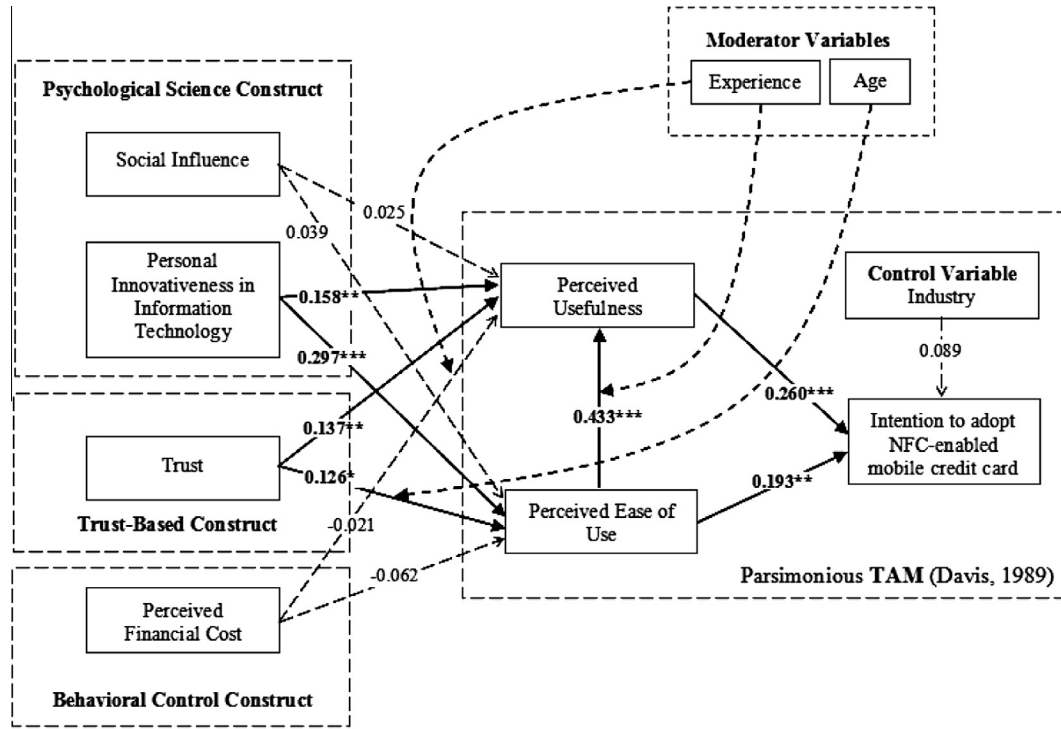 Moderator Variables
Experience
Age
Psychological Science Construct
Social Influence
0.025
0.039
Personal
Innovativeness in
Information
Technology
0.158**
0.297***
Perceived
Usefulness
Control Variable
Industry
0.089
0.260***
0.433***
0.137**
Trust
0.126*
Intention to adopt
NFC-enabled
mobile credit card
0.193**
Trust-Based Construct
-0.021
Perceived Ease of
Use
-0.062
Parsimonious TAM (Davis, 1989)
Perceived
Financial Cost
Behavioral Control Construct